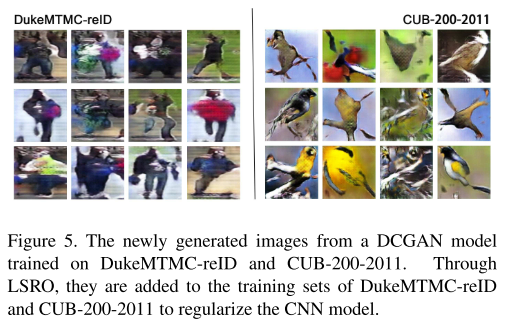 DukeMTMC-reID
CUB-200-2011
Figure 5. The newly generated images from a DCGAN model
trained on DukeMTMC-reID and CUB-200-2011. Through
LSRO, they are added to the training sets of DukeMTMC-reID
and CUB-200-2011 to regularize the CNN model.